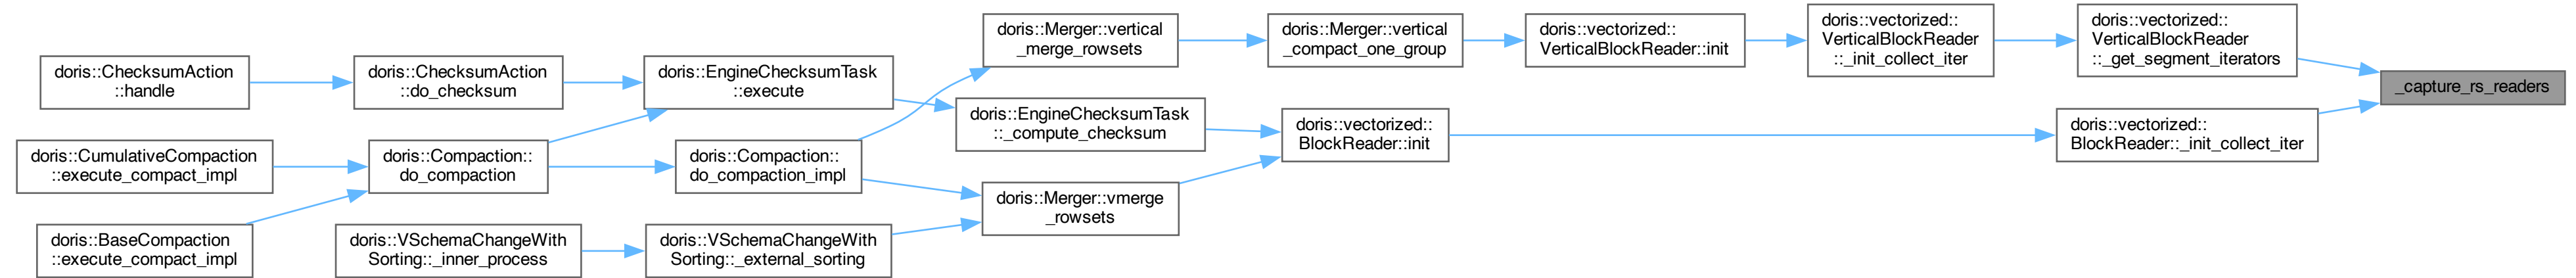 doris::ChecksumAction
::handle
doris::ChecksumAction
::do_checksum
doris::EngineChecksumTask
::execute
doris::Merger::vertical
_merge_rowsets
doris::Merger::vertical
_compact_one_group
doris::vectorized::
VerticalBlockReader::init
doris::vectorized::
VerticalBlockReader
::_init_collect_iter
doris::vectorized::
VerticalBlockReader
::_get_segment_iterators
_capture_rs_readers
doris::EngineChecksumTask
::_compute_checksum
doris::vectorized::
BlockReader::init
doris::vectorized::
BlockReader::_init_collect_iter
doris::CumulativeCompaction
::execute_compact_impl
doris::Compaction::
do_compaction
doris::Compaction::
do_compaction_impl
doris::Merger::vmerge
_rowsets
doris::BaseCompaction
::execute_compact_impl
doris::VSchemaChangeWith
Sorting::_inner_process
doris::VSchemaChangeWith
Sorting::_external_sorting